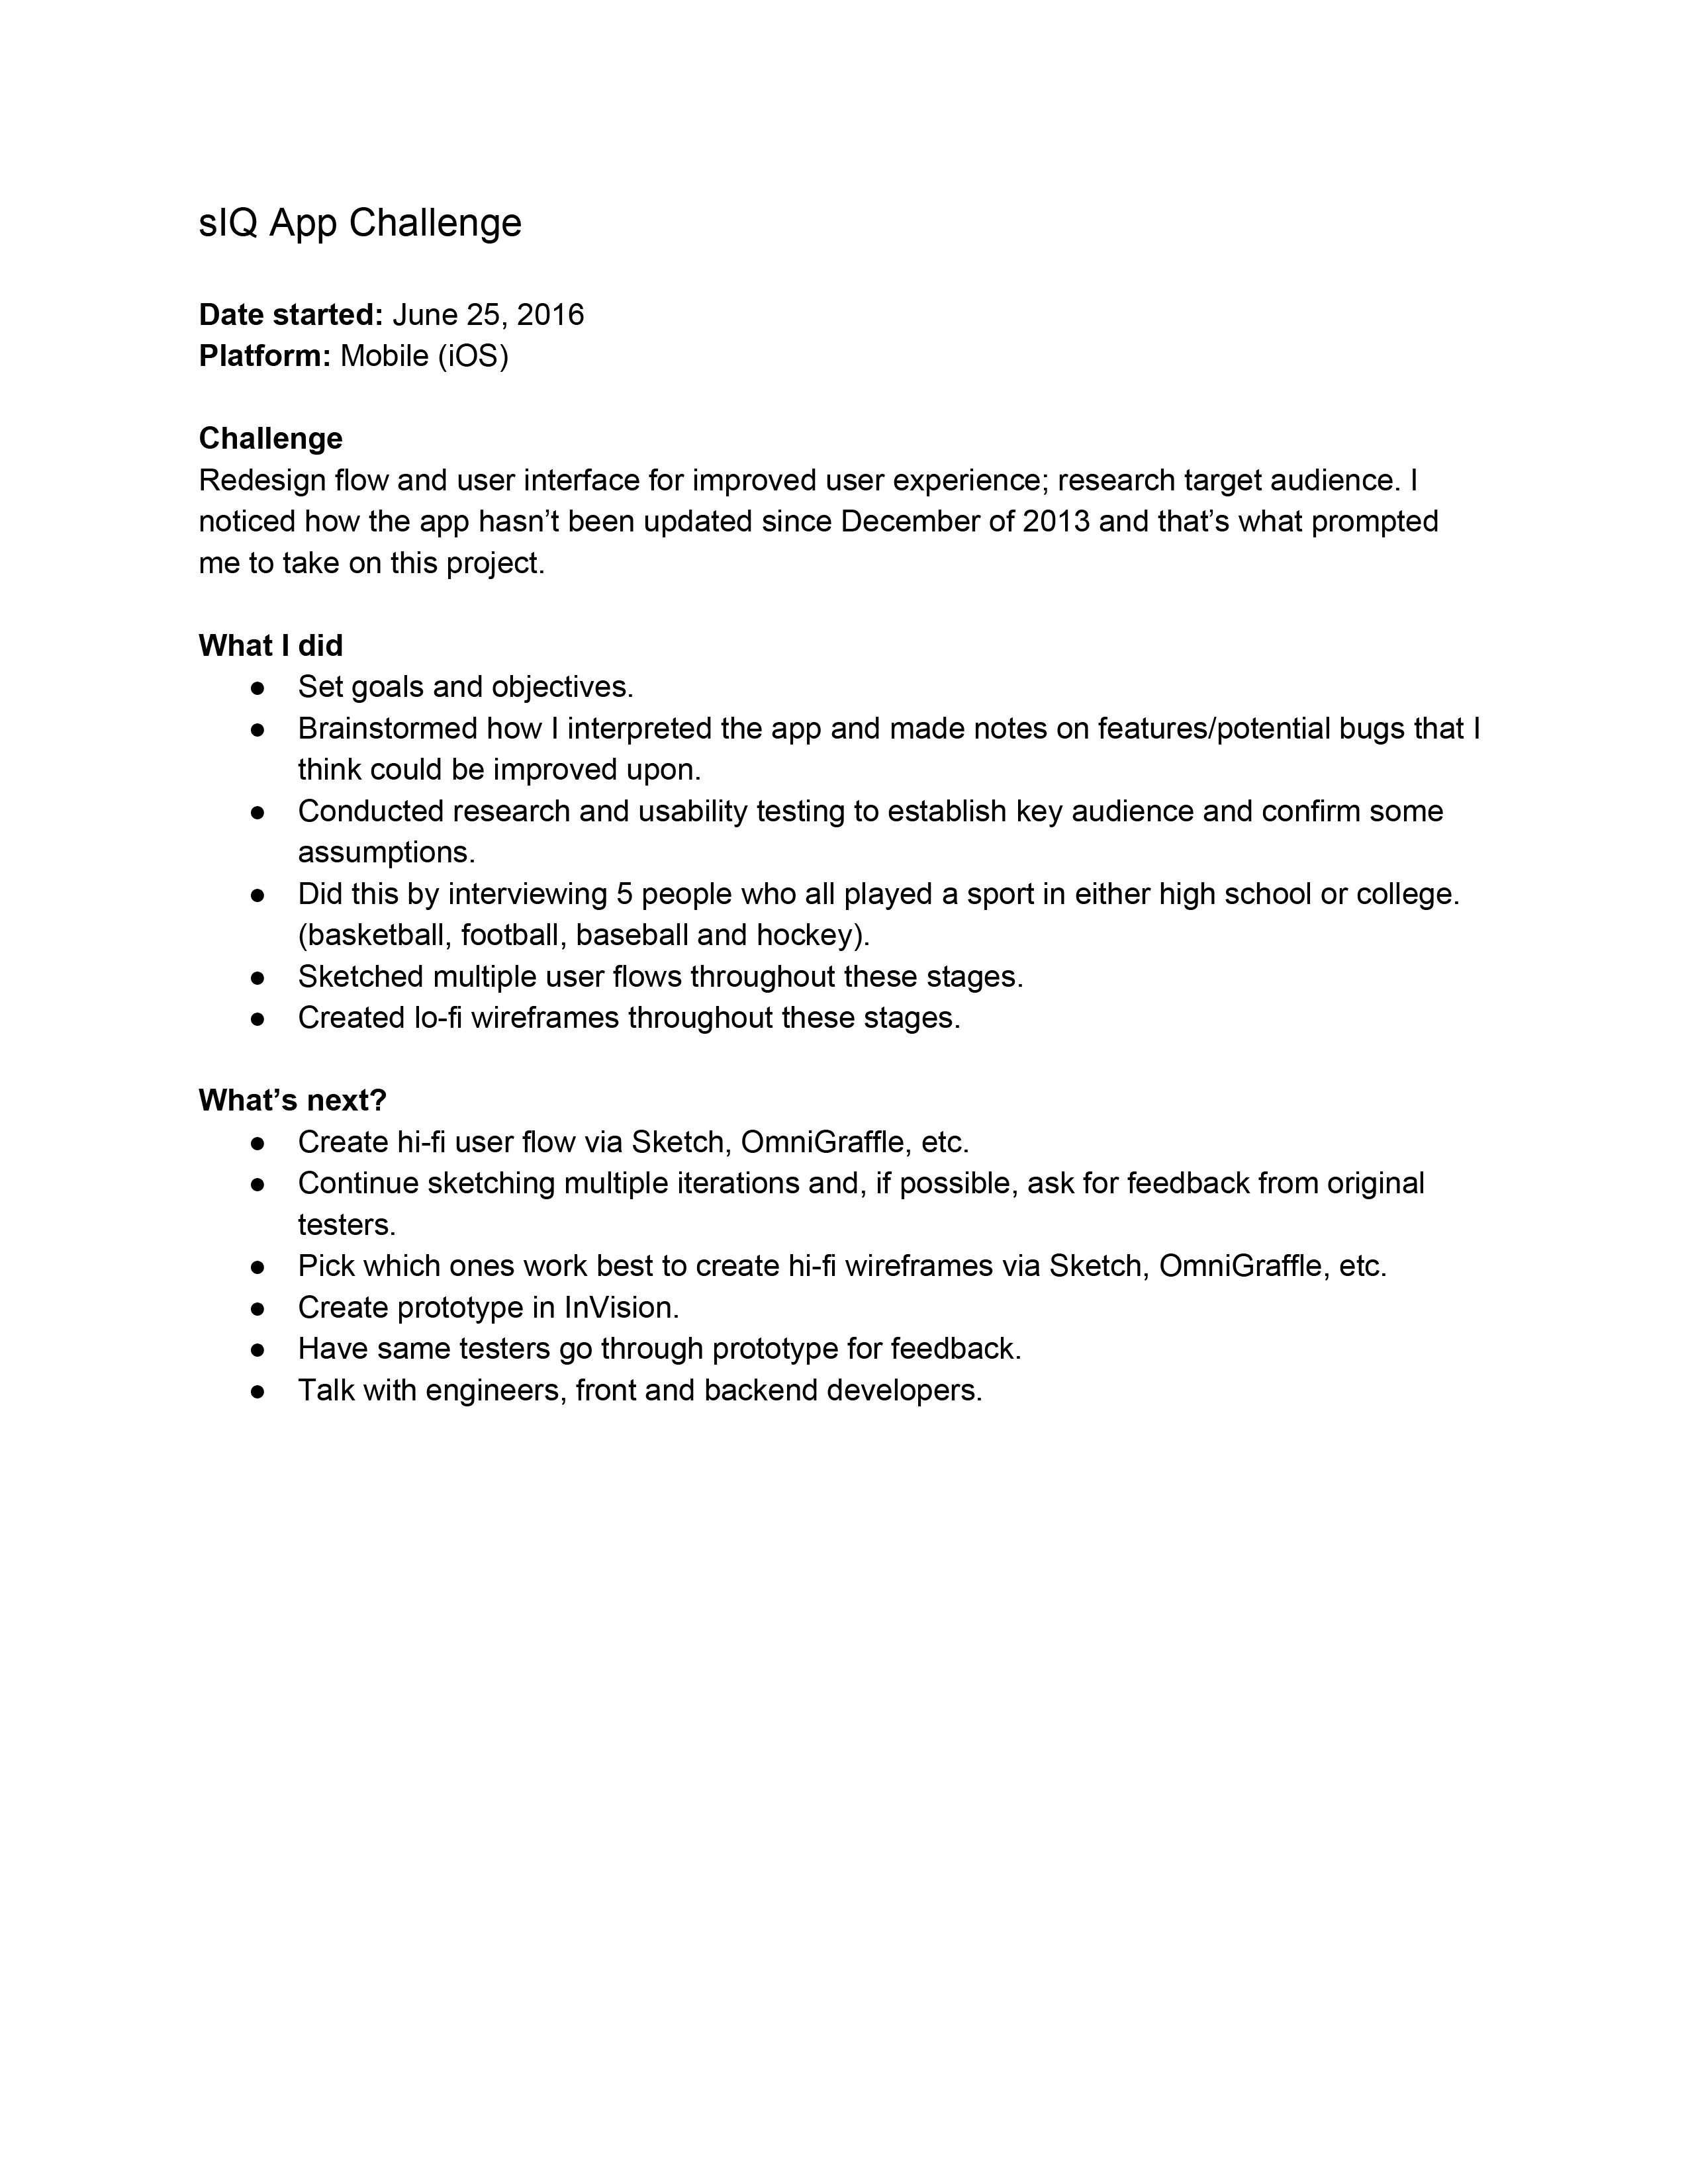 sIQ App Challenge
Date started: June 25, 2016
Platform: Mobile (iOS)
Challenge
Redesign flow and user interface for improved user experience; research target audience. I
noticed how the app hasn’t been updated since December of 2013 and that’s what prompted
me to take on this project.
What I did
● Set goals and objectives.
● Brainstormed how I interpreted the app and made notes on features/potential bugs that I
think could be improved upon.
● Conducted research and usability testing to establish key audience and confirm some
assumptions.
● Did this by interviewing 5 people who all played a sport in either high school or college.
(basketball, football, baseball and hockey).
● Sketched multiple user flows throughout these stages.
● Created lo-fi wireframes throughout these stages.
What’s next?
● Create hi-fi user flow via Sketch, OmniGraffle, etc.
● Continue sketching multiple iterations and, if possible, ask for feedback from original
testers.
● Pick which ones work best to create hi-fi wireframes via Sketch, OmniGraffle, etc.
● Create prototype in InVision.
● Have same testers go through prototype for feedback.
● Talk with engineers, front and backend developers.